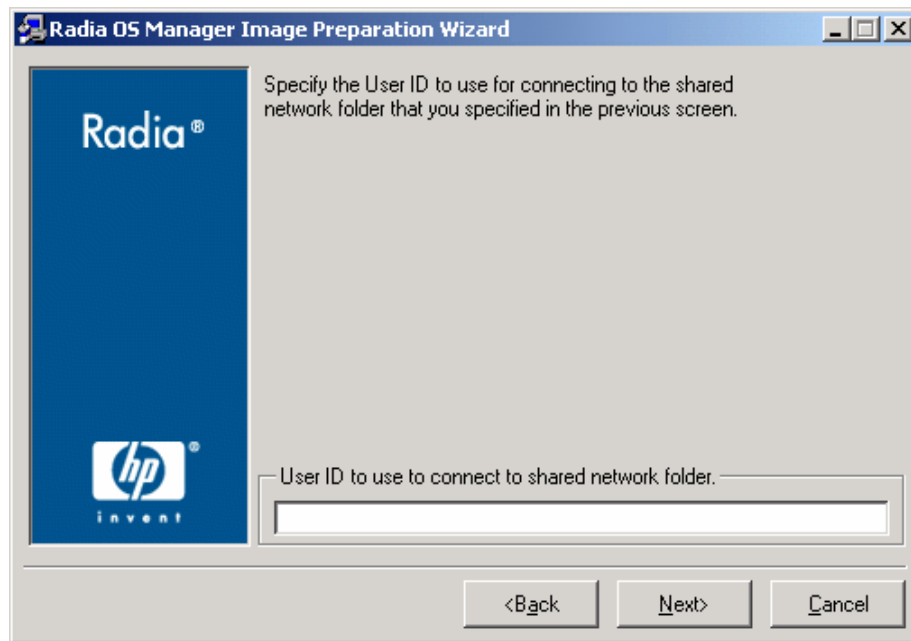 Radia OS Manager Image Preparation Wizard
Radia®
Specify the User ID to use for connecting to the shared
network folder that you specified in the previous screen.
hp®
invent
User ID to use to connect to shared network folder.
<Back
Next>
Cancel